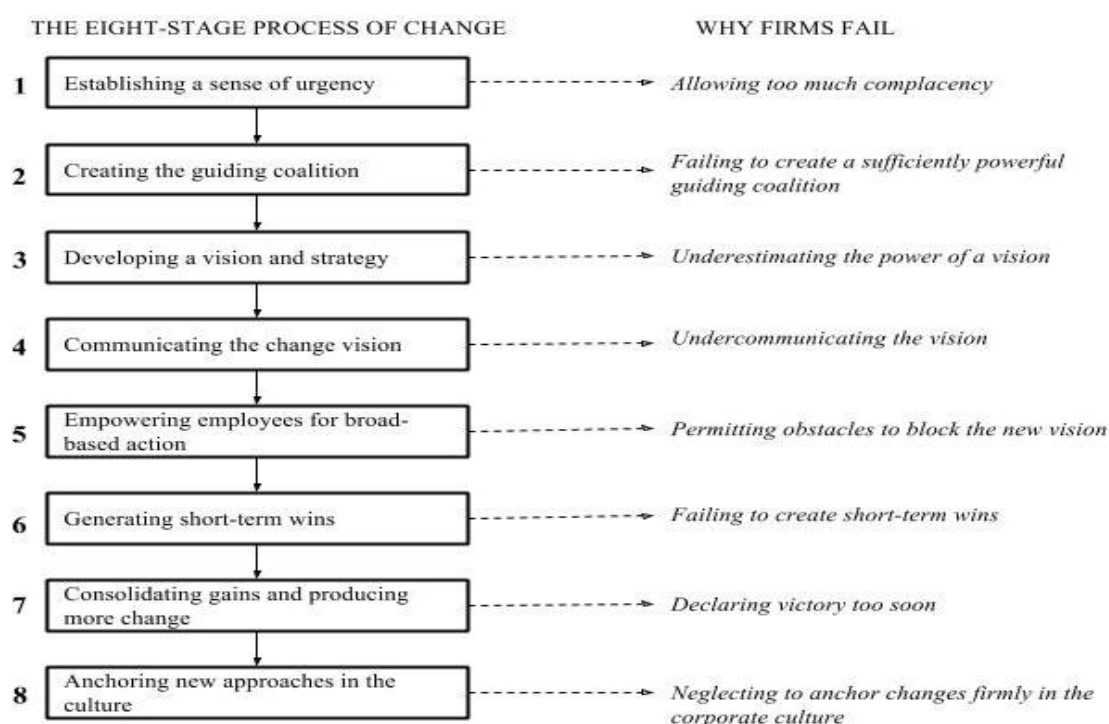 THE EIGHT-STAGE PROCESS OF CHANGE
WHY FIRMS FAIL
1
Establishing a sense of urgency
Allowing too much complacency
2
Creating the guiding coalition
Failing to create a sufficiently powerful
guiding coalition
3
Developing a vision and strategy
Underestimating the power of a vision
4
Communicating the change vision
Undercommunicating the vision
5
Empowering employees for broad-
based action
Permitting obstacles to block the new vision
6
Generating short-term wins
Failing to create short-term wins
7
Consolidating gains and producing
more change
Declaring victory too soon
8
Anchoring new approaches in the
culture
Neglecting to anchor changes firmly in the
corporate culture